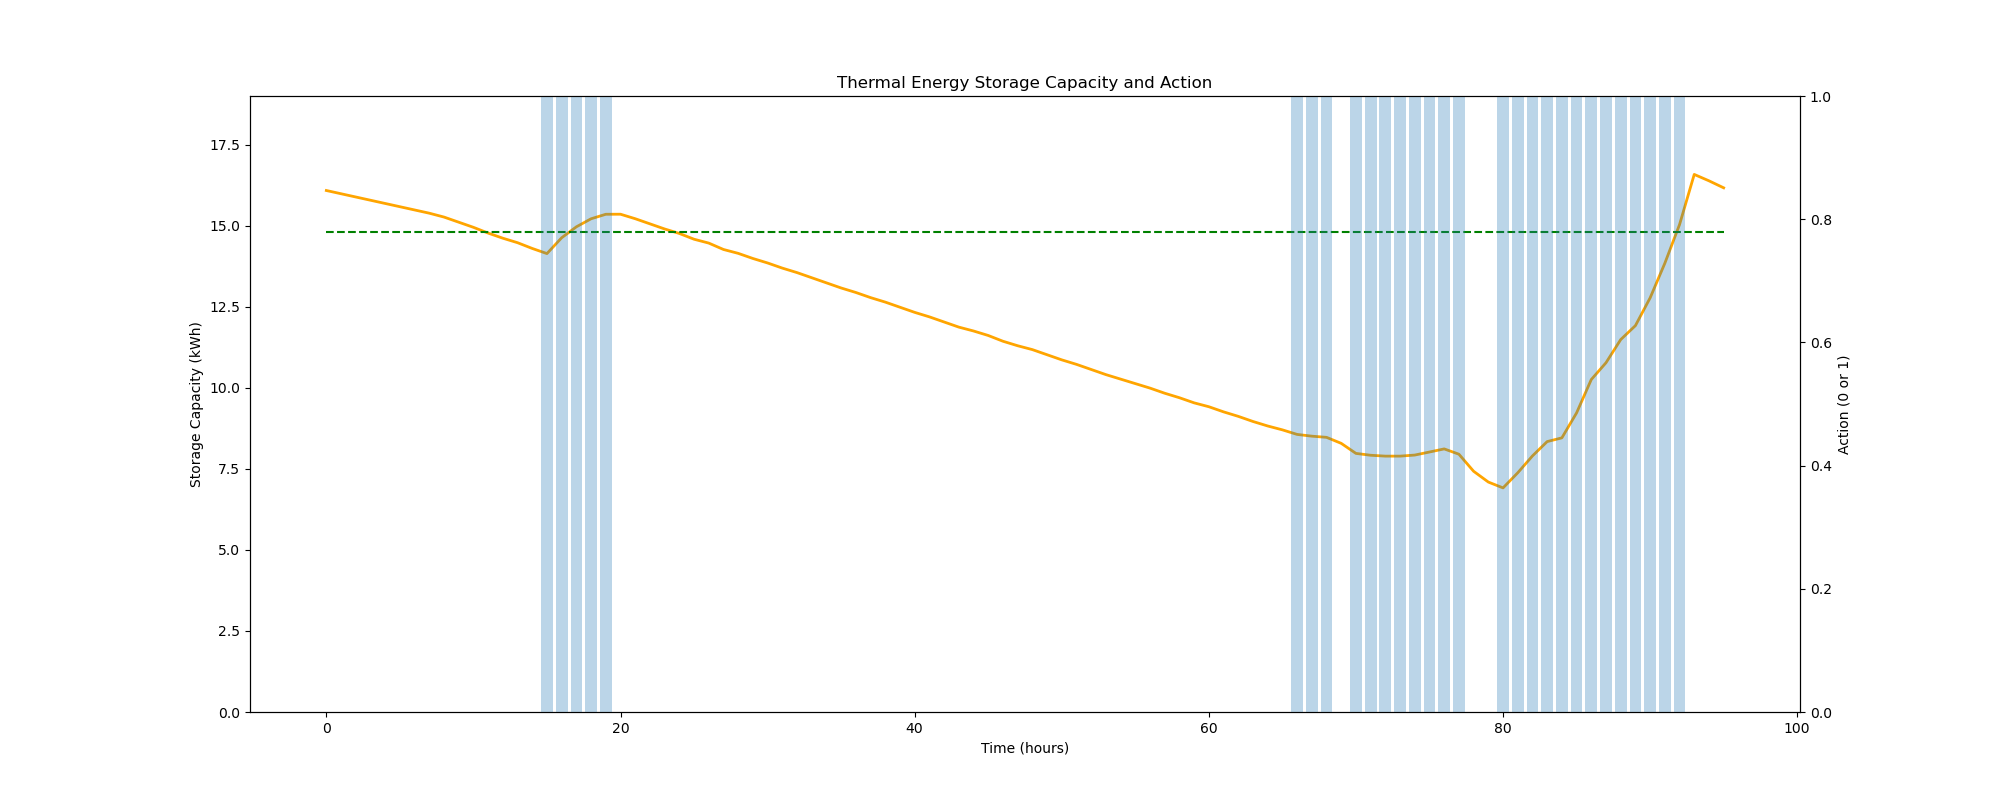 Thermal Energy Storage Capacity and Action
17.5
15.0
12.5
10.0
7.5
5.0
2.5
0.0
Storage Capacity (kWh)
1.0
0.8
0.6
0.4
0.2
0.0
Action (0 or 1)
0 20 40 60 80 100
Time (hours)